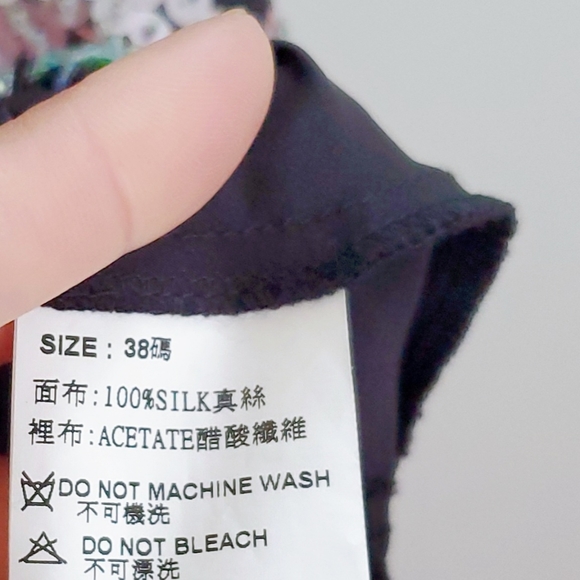 SIZE : 38碼
面布:100%SILK真絲
裡布:ACETATE醋酸纖維
DO NOT MACHINE WASH
不可機洗
DO NOT BLEACH
不可漂洗